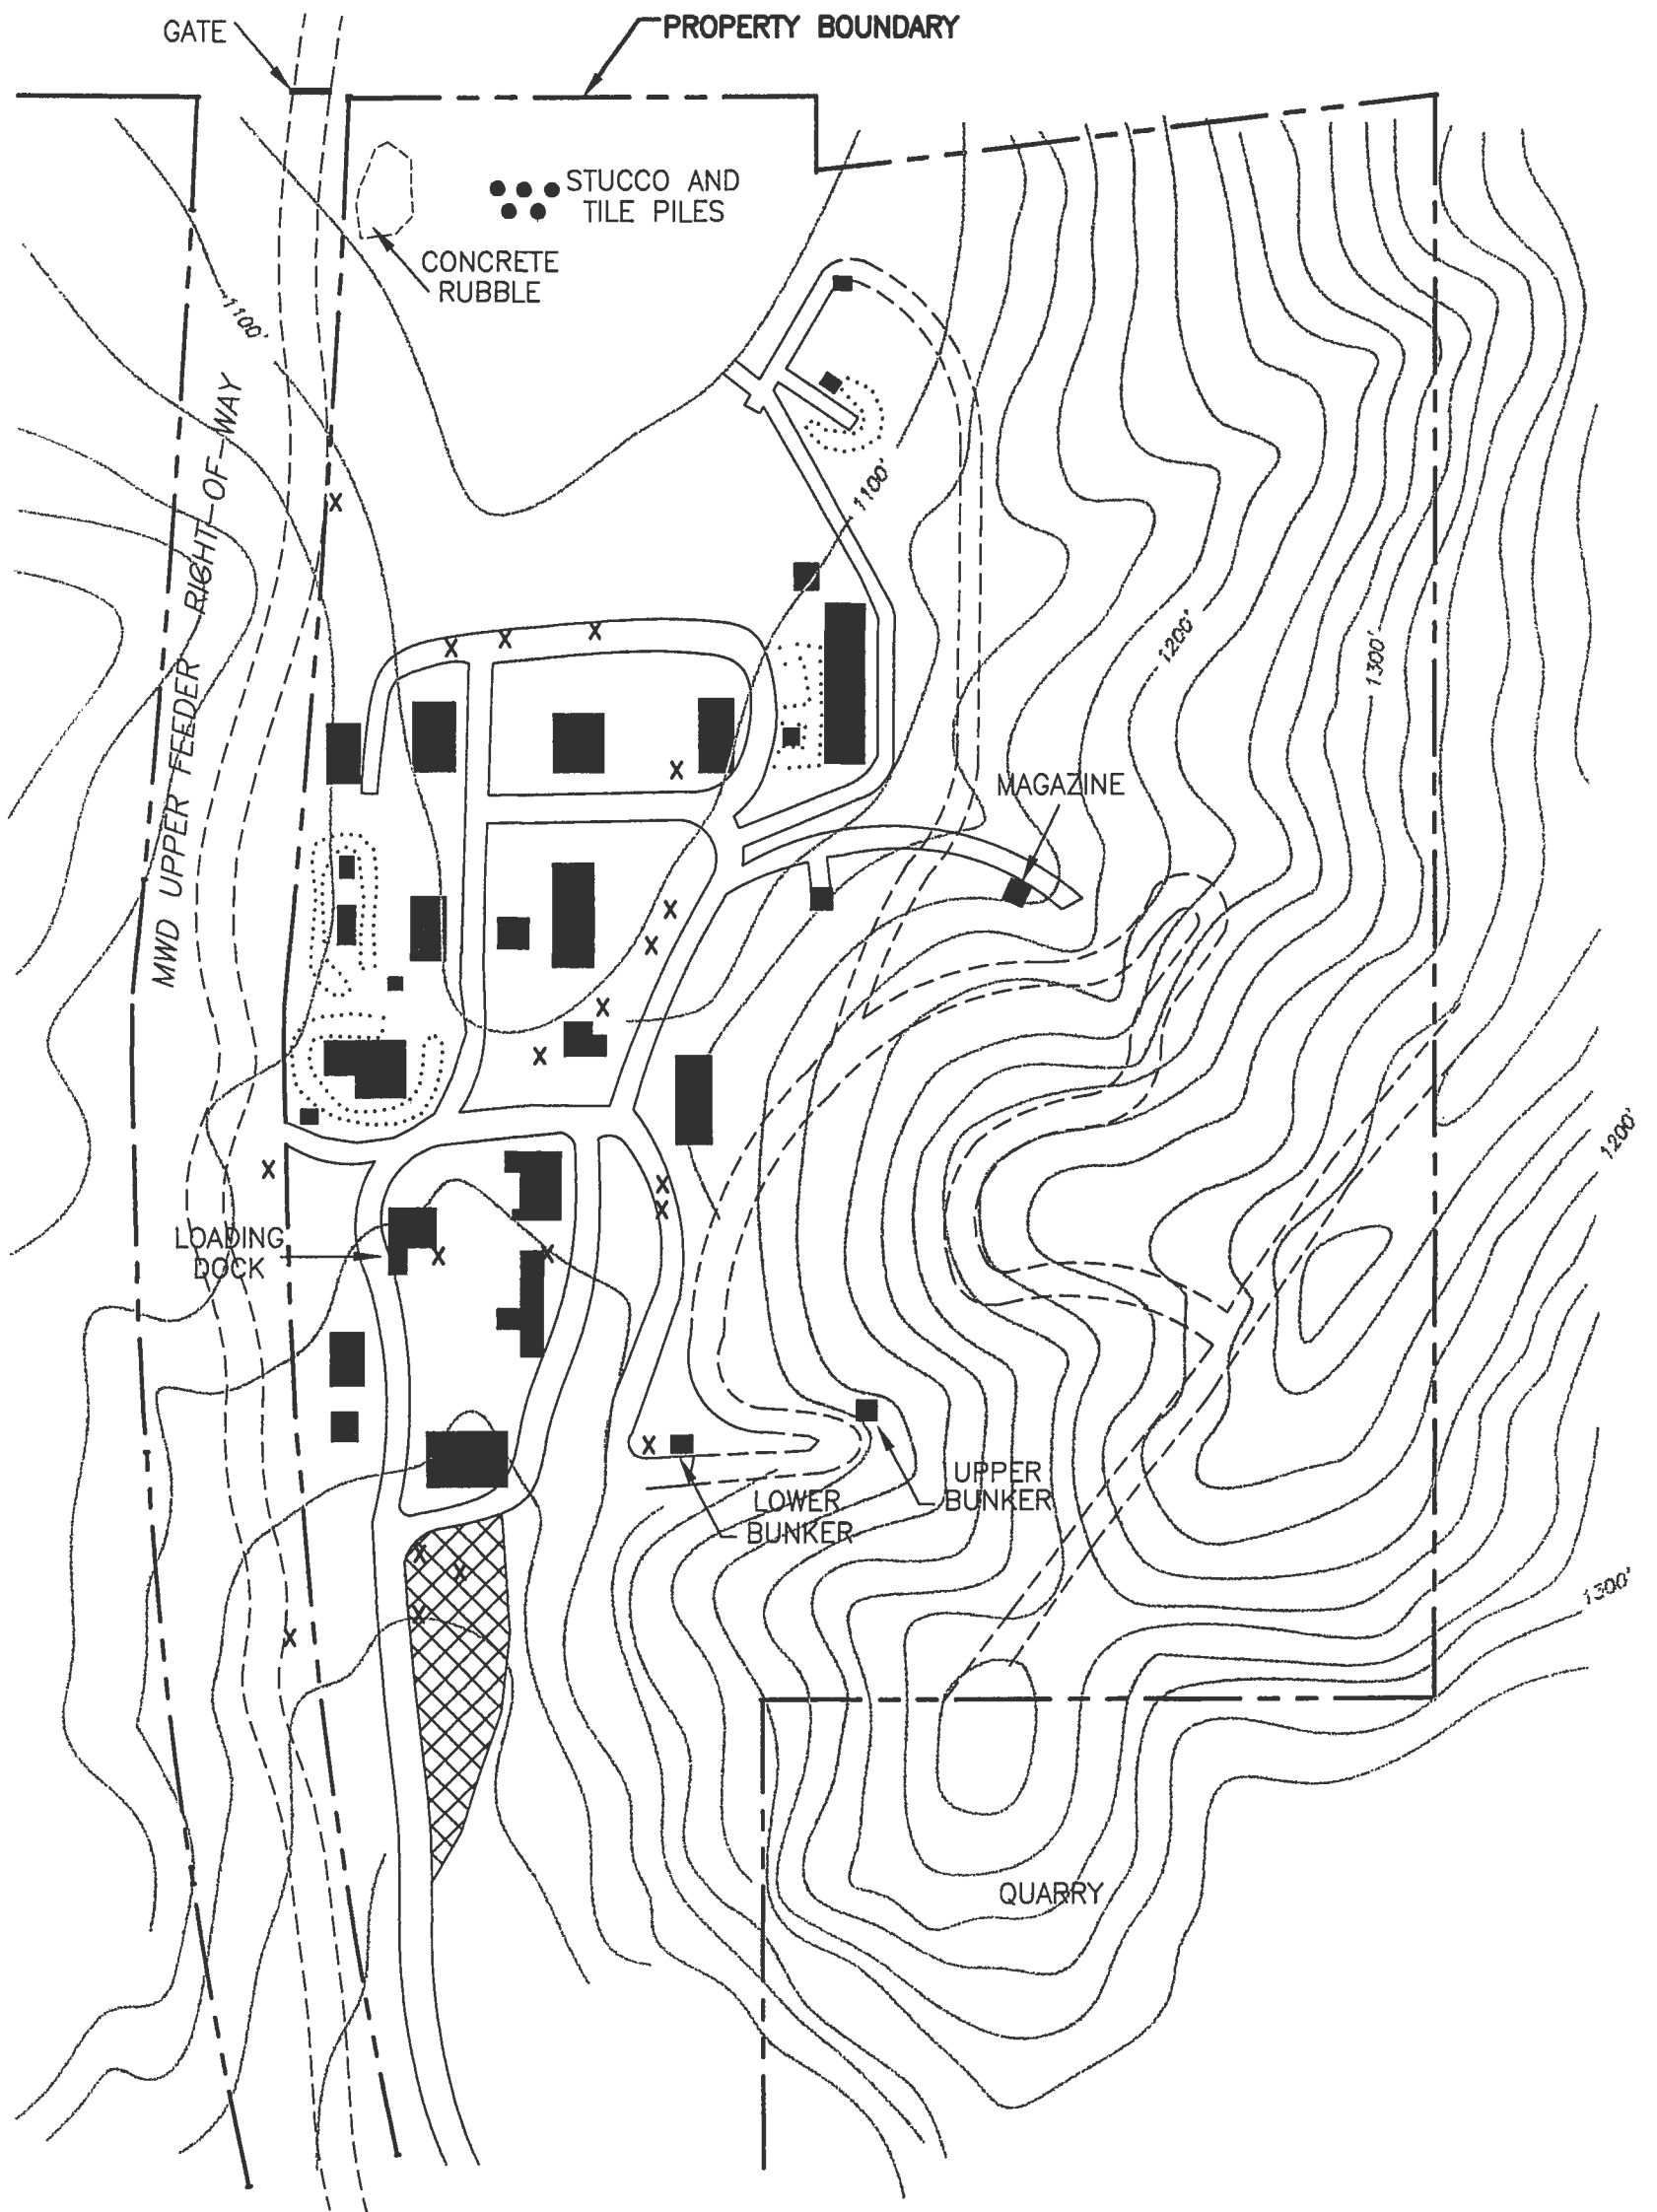 GATE
PROPERTY BOUNDARY
STUCCO AND
TILE PILES
CONCRETE
RUBBLE
1100'
MWD UPPER FEEDER RIGHT-OF-WAY
1100'
X
X X X
1200'
1300'
X
MAGAZINE
X
X
X
X
1200'
X
X
X
LOADING
DOCK
X
X
X
UPPER
BUNKER
LOWER
BUNKER
X
X
X
X
1300'
QUARRY